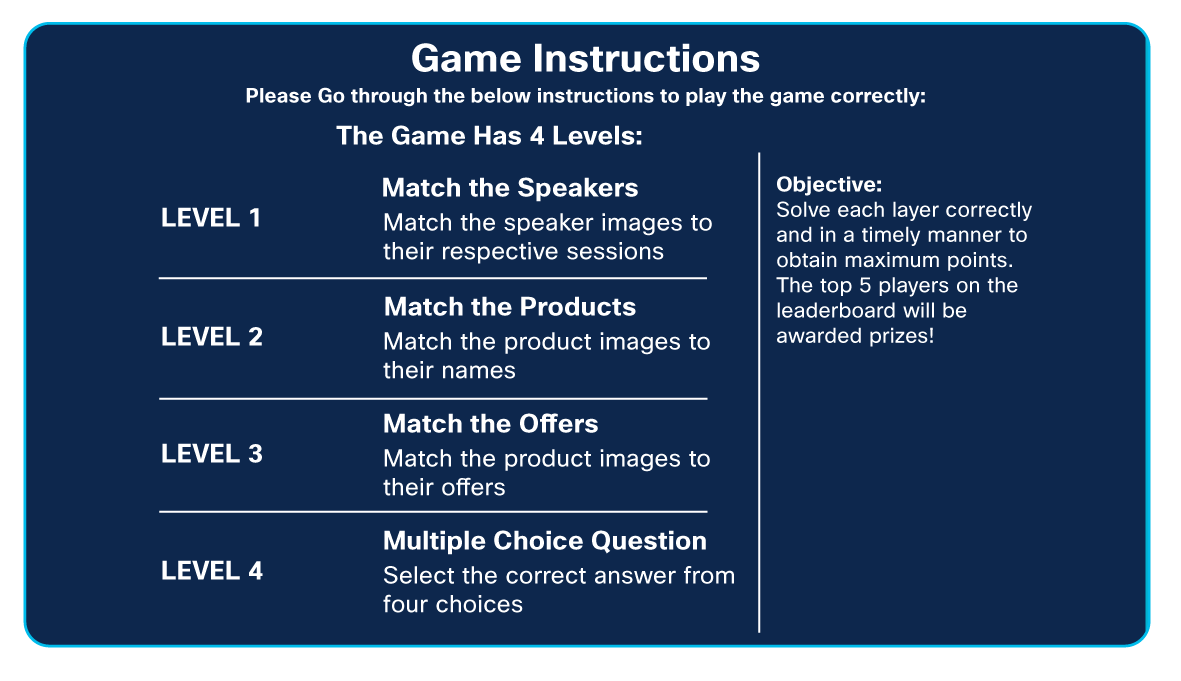 Game Instructions
Please Go through the below instructions to play the game correctly:
The Game Has 4 Levels:
LEVEL 1
Match the Speakers
Match the speaker images to
their respective sessions
LEVEL 2
Match the Products
Match the product images to
their names
LEVEL 3
Match the Offers
Match the product images to
their offers
LEVEL 4
Multiple Choice Question
Select the correct answer from
four choices
Objective:
Solve each layer correctly
and in a timely manner to
obtain maximum points.
The top 5 players on the
leaderboard will be
awarded prizes!